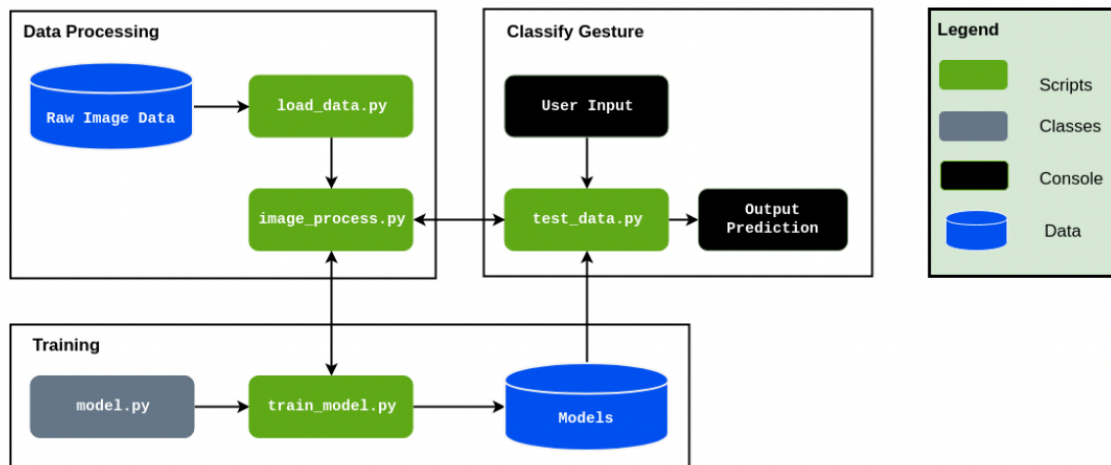 Data Processing
Raw Image Data
load_data.py
image_process.py
Classify Gesture
User Input
test_data.py
Output
Prediction
Training
model.py
train_model.py
Models
Legend
Scripts
Classes
Console
Data